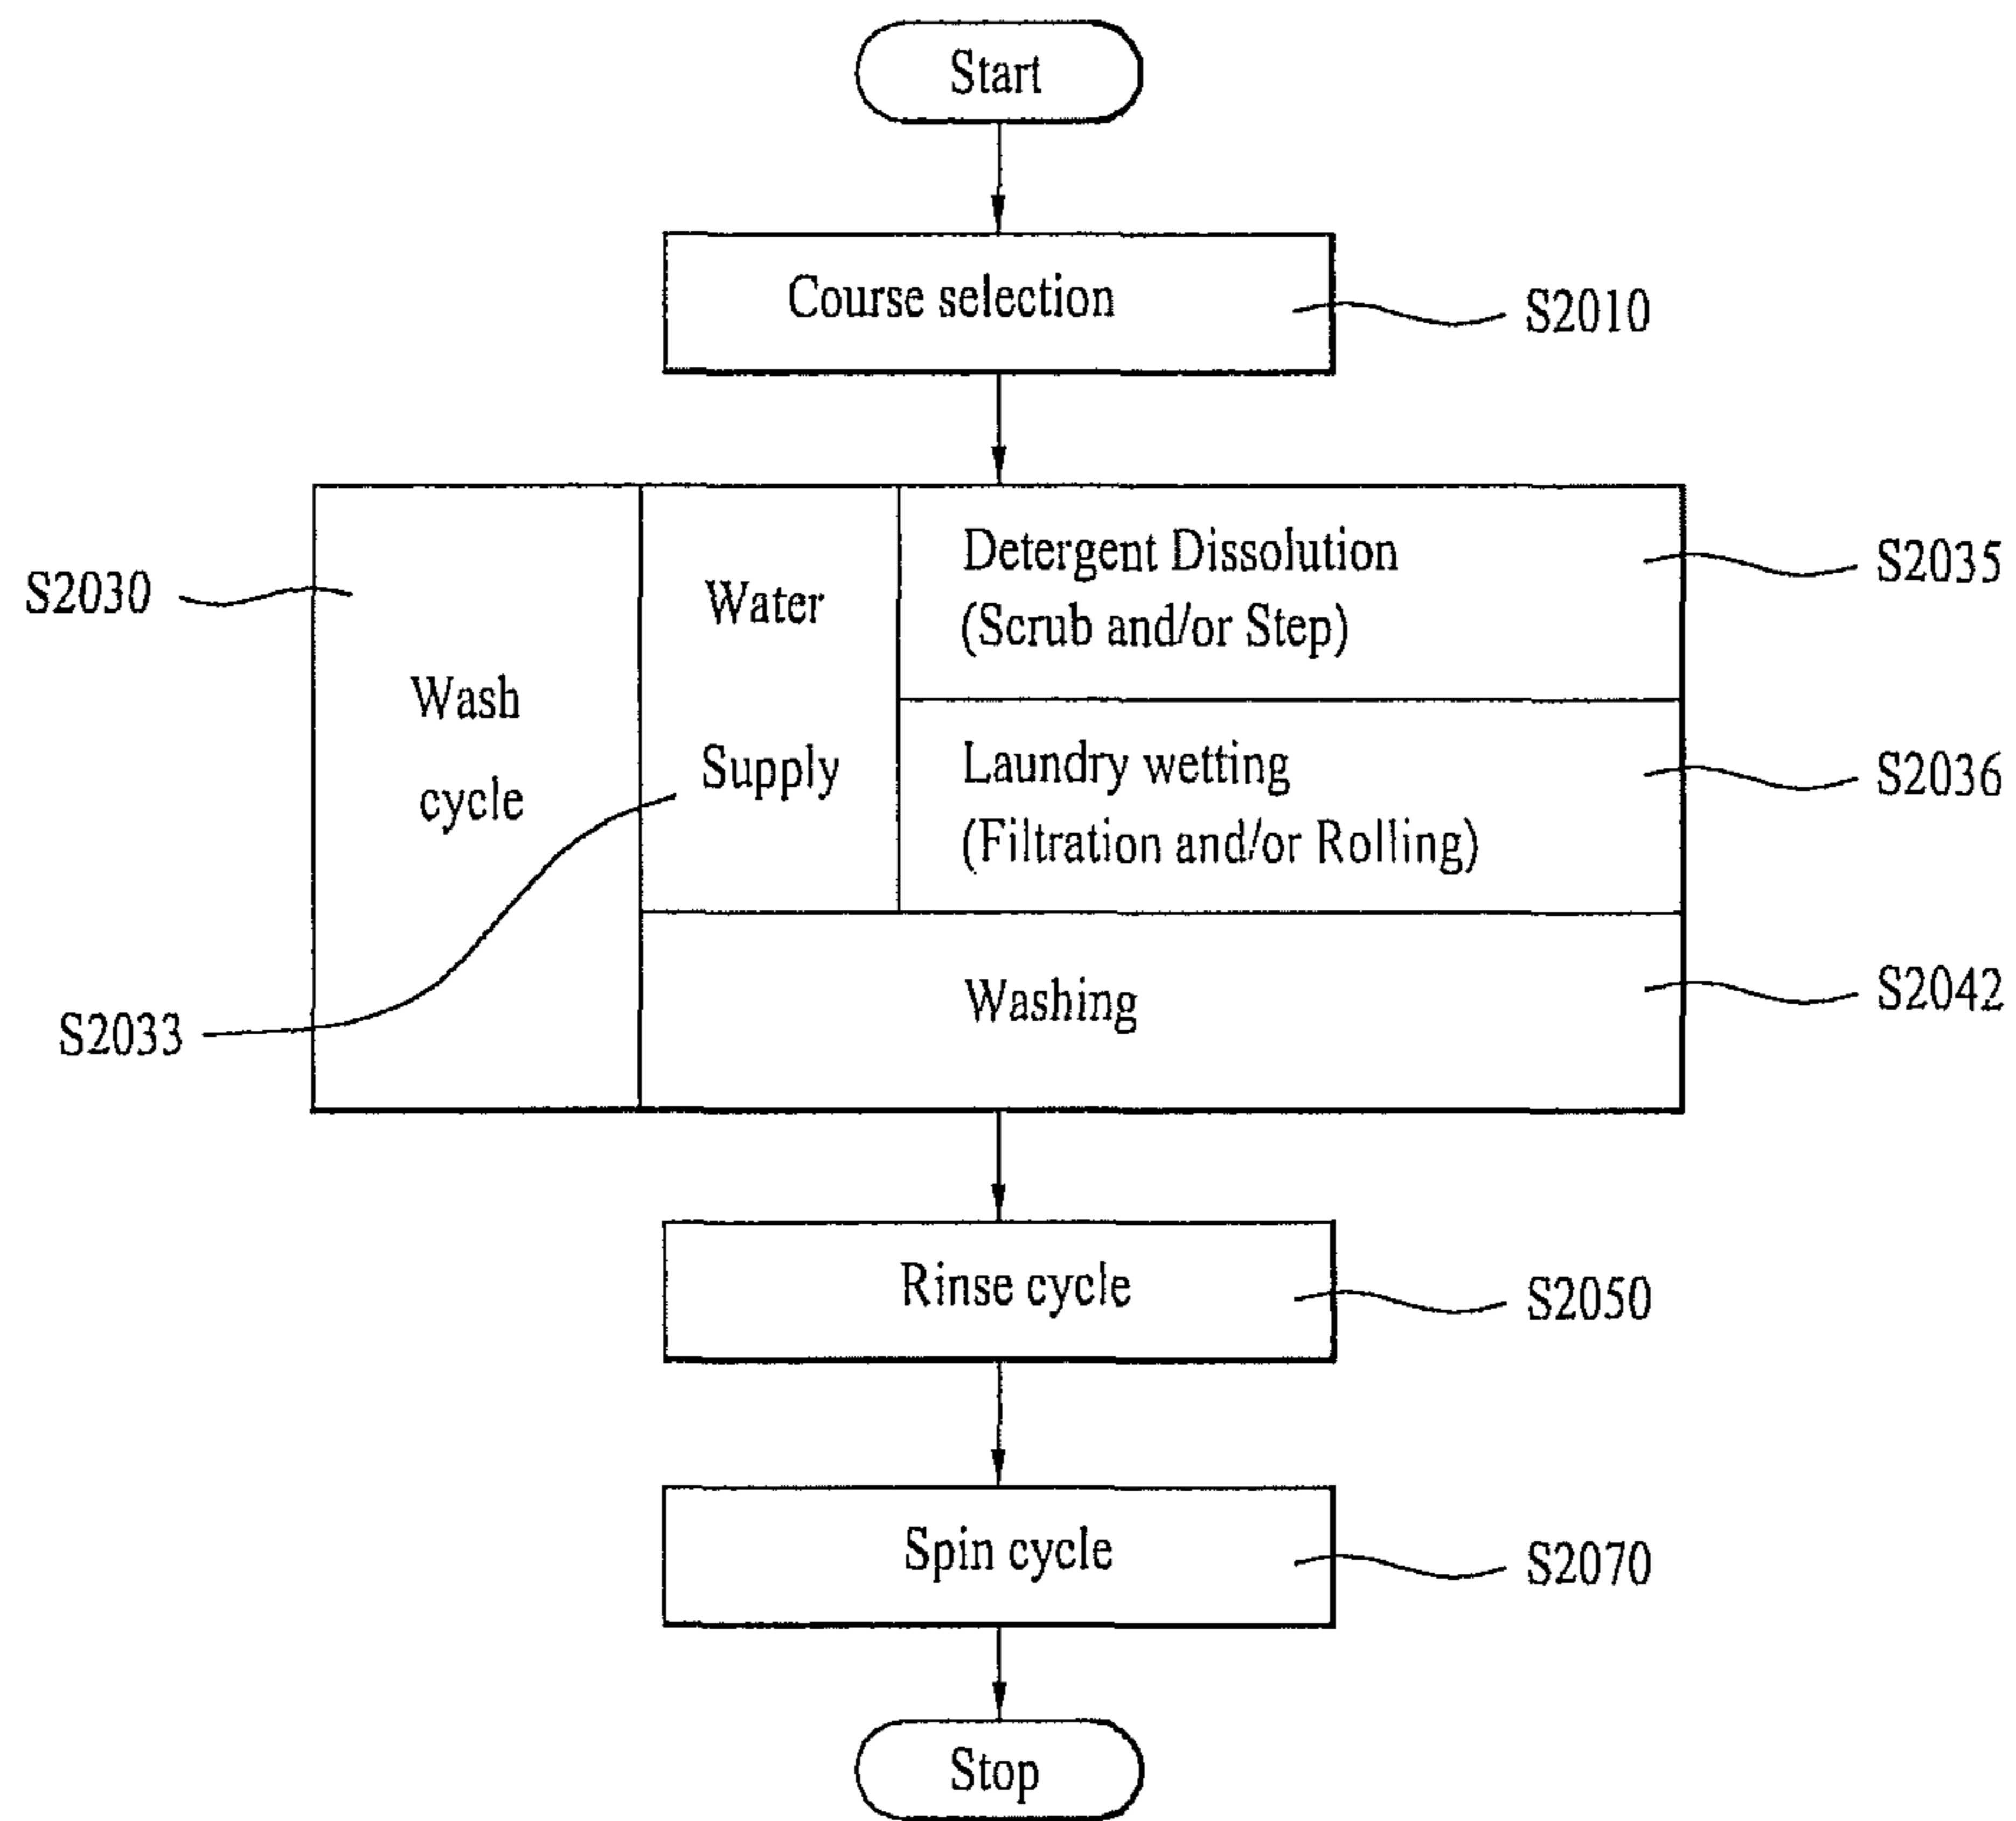 Start
Course selection
S2010
S2030
Wash
cycle
Water
Supply
S2033
Detergent Dissolution
(Scrub and/or Step)
S2035
Laundry wetting
(Filtration and/or Rolling)
S2036
Washing
S2042
Rinse cycle
S2050
Spin cycle
S2070
Stop